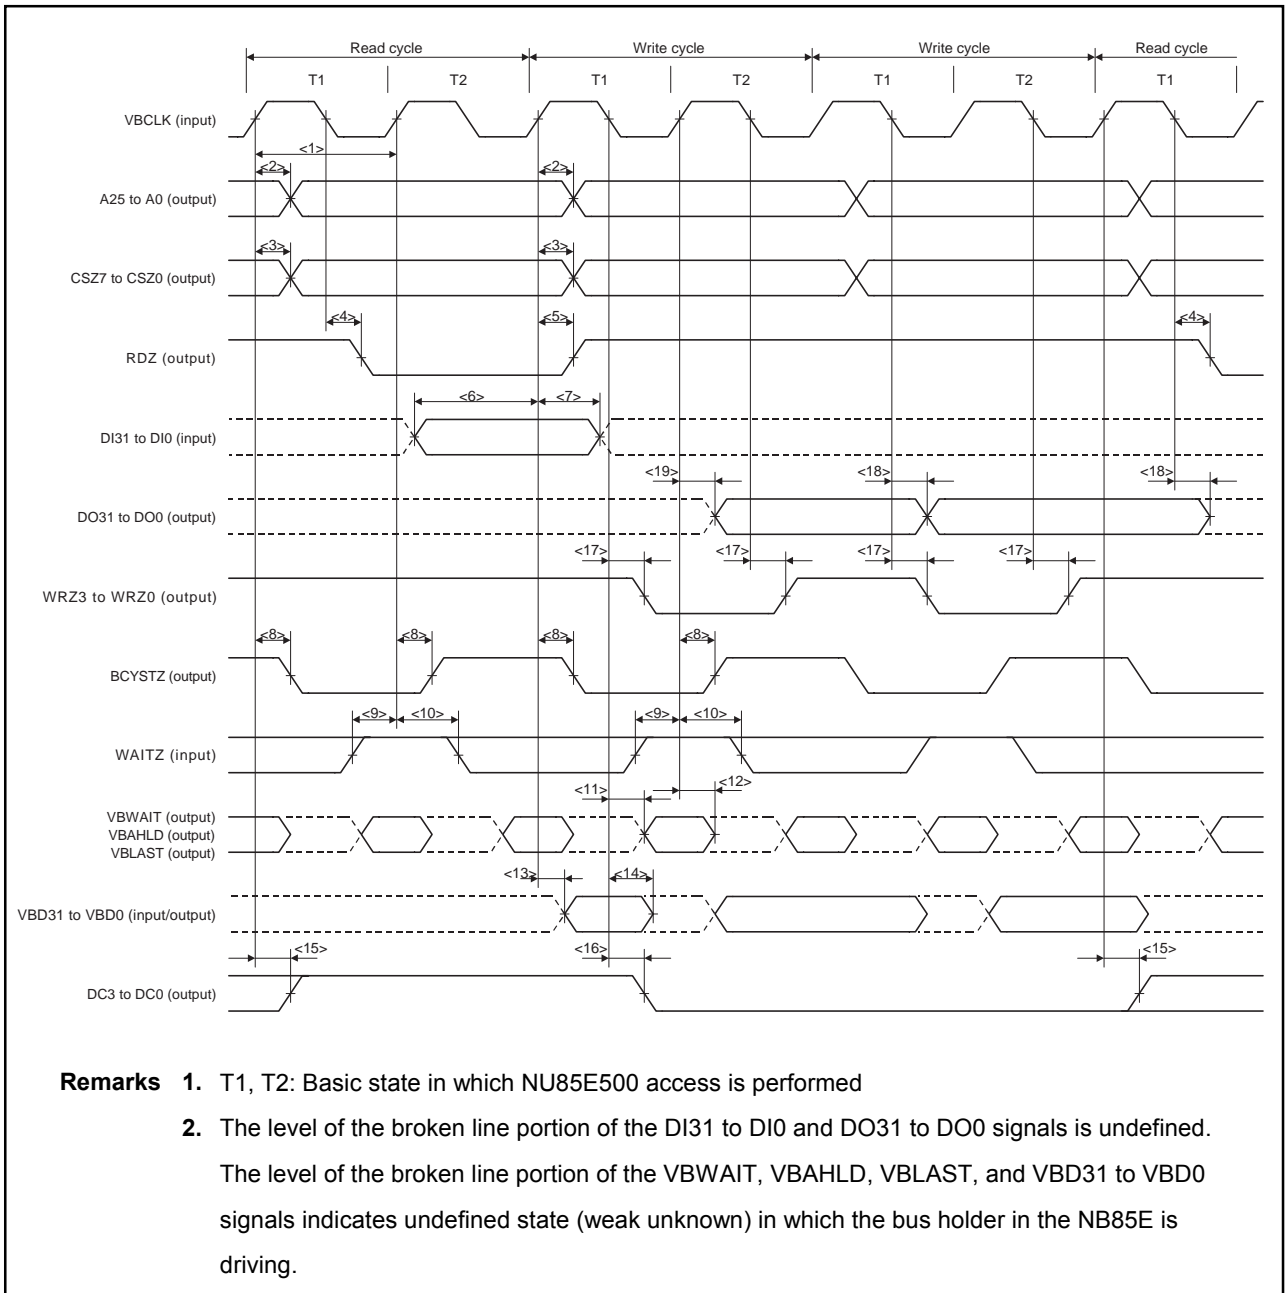 Read cycle Write cycle Write cycle Read cycle
T1 T2 T1 T2 T1 T2 T1
VBCLK (input)
<1>
<2> <2>
A25 to A0 (output)
<3> <3>
CSZ7 to CSZ0 (output)
<4> <5> <4>
RDZ (output)
<6> <7>
DI31 to DI0 (input)
<19> <18> <18>
DO31 to DO0 (output)
<17> <17> <17> <17>
WRZ3 to WRZ0 (output)
<8> <8> <8> <8>
BCYSTZ (output)
<9> <10> <9> <10>
WAITZ (input)
<11> <12>
VBWAIT (output)
VBAHLD (output)
VBLAST (output)
<13> <14>
VBD31 to VBD0 (input/output)
<15> <16> <15>
DC3 to DC0 (output)
Remarks 1. T1, T2: Basic state in which NU85E500 access is performed
2. The level of the broken line portion of the DI31 to DI0 and DO31 to DO0 signals is undefined.
The level of the broken line portion of the VBWAIT, VBAHLD, VBLAST, and VBD31 to VBD0
signals indicates undefined state (weak unknown) in which the bus holder in the NB85E is
driving.